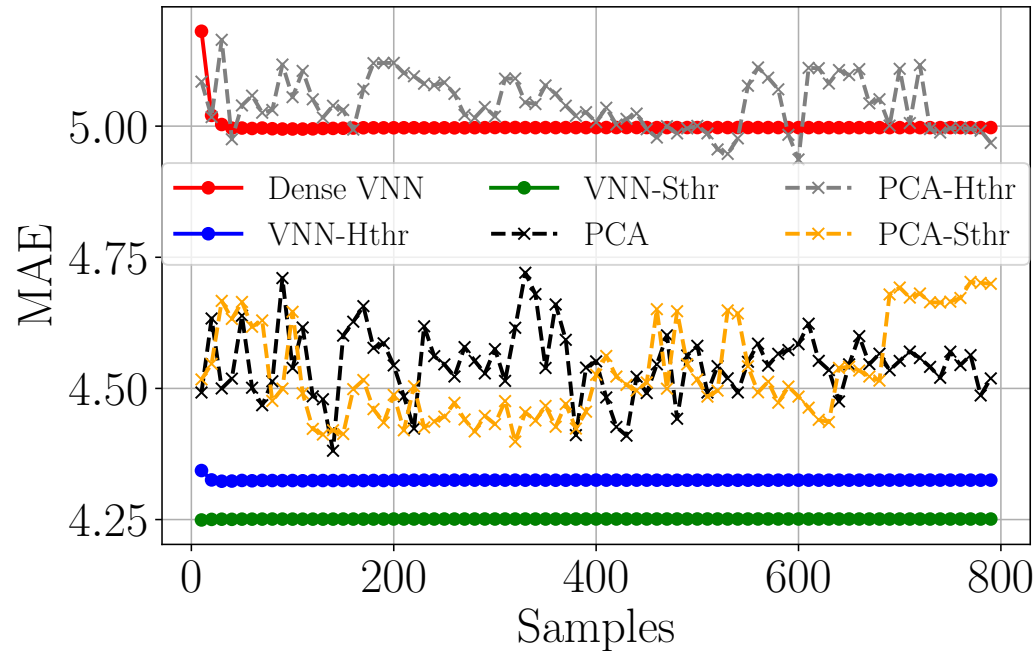 5.00
Dense VNN VNN-Sthr PCA-Hthr
VNN-Hthr PCA PCA-Sthr
4.75
MAE
4.50
4.25
0 200 400 600 800
Samples